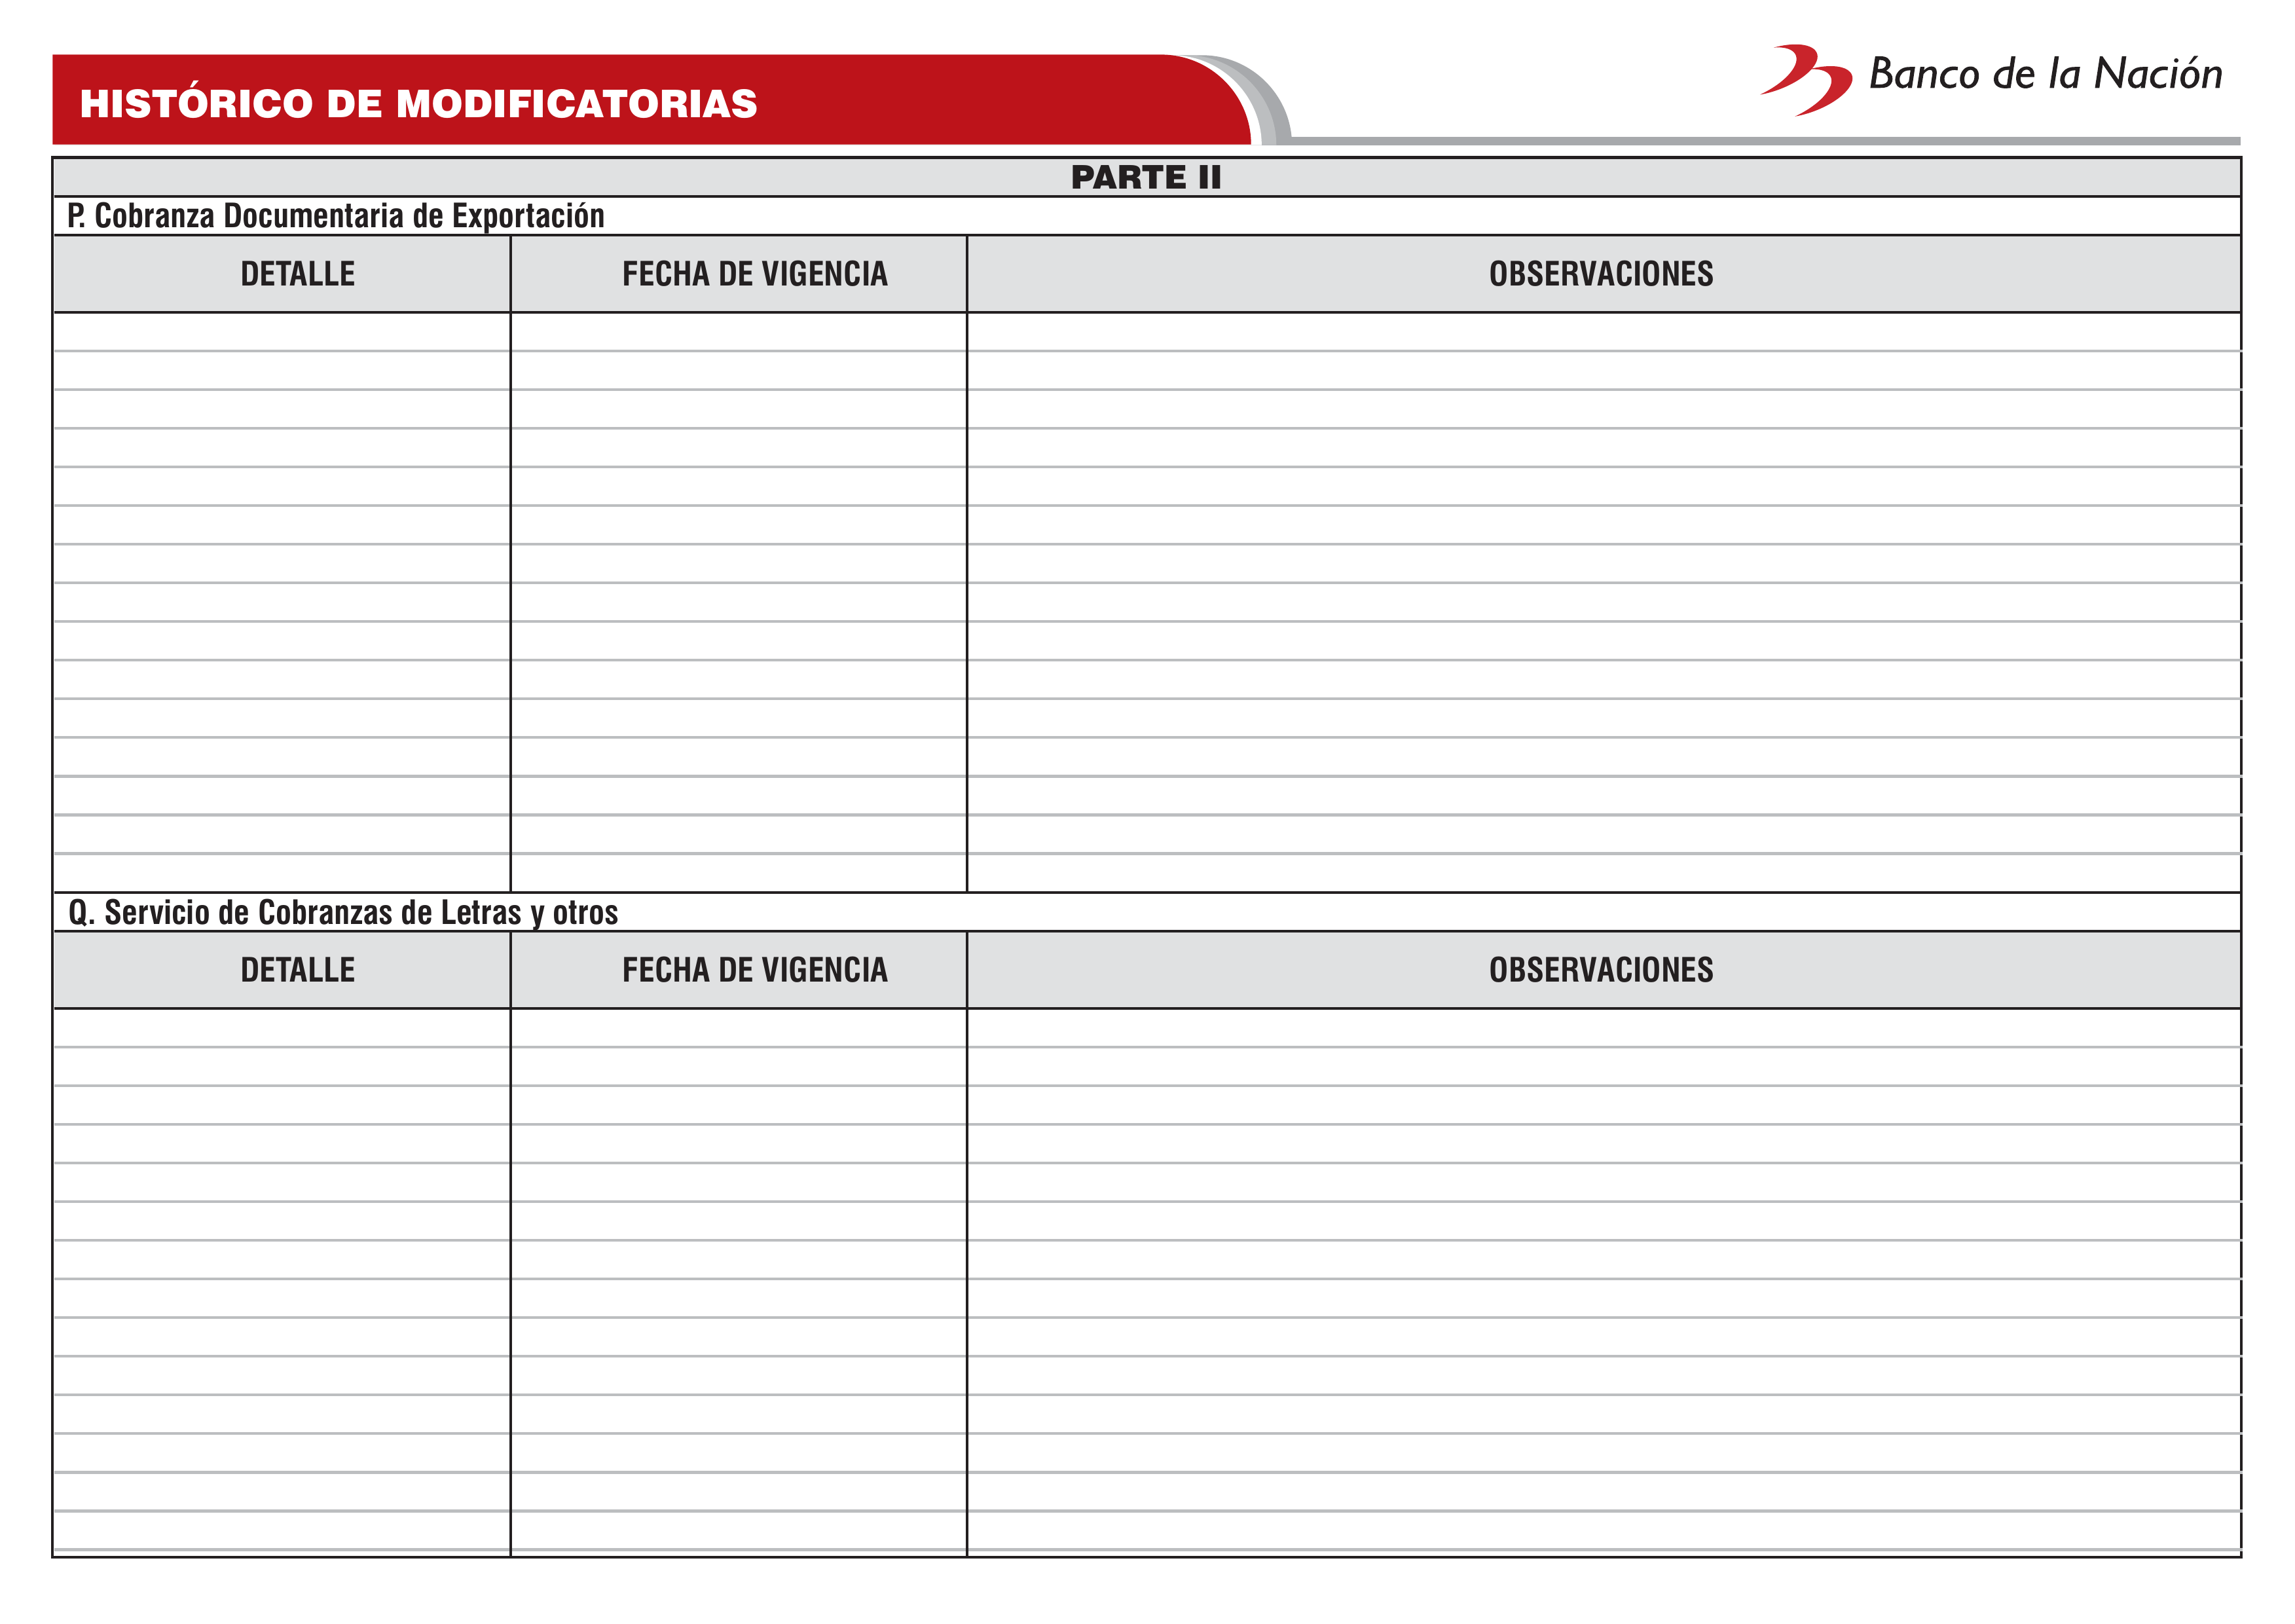 HISTÓRICO DE MODIFICATORIAS
Banco de la Nación
PARTE II
P. Cobranza Documentaria de Exportación
DETALLE FECHA DE VIGENCIA OBSERVACIONES
Q. Servicio de Cobranzas de Letras y otros
DETALLE FECHA DE VIGENCIA OBSERVACIONES